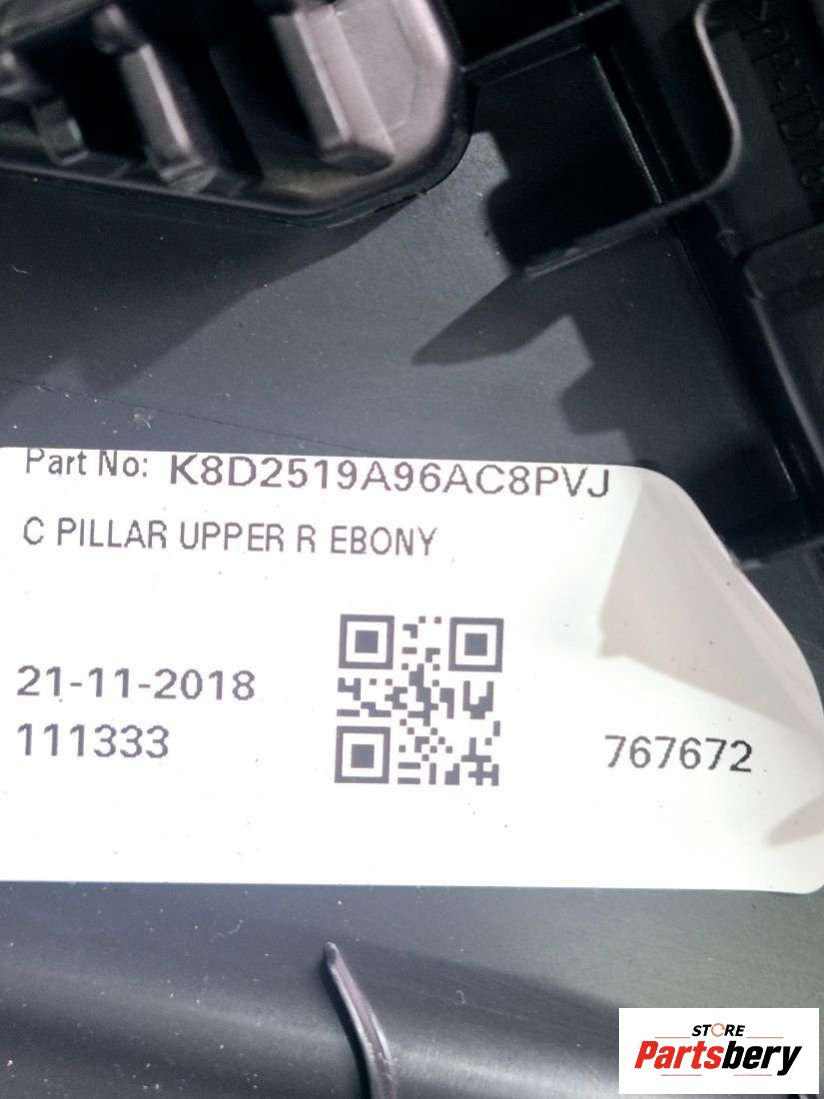 Part No: K8D2519A96AC8PVJ
C PILLAR UPPER R EBONY
21-11-2018
111333
767672
STORE
Partsbery